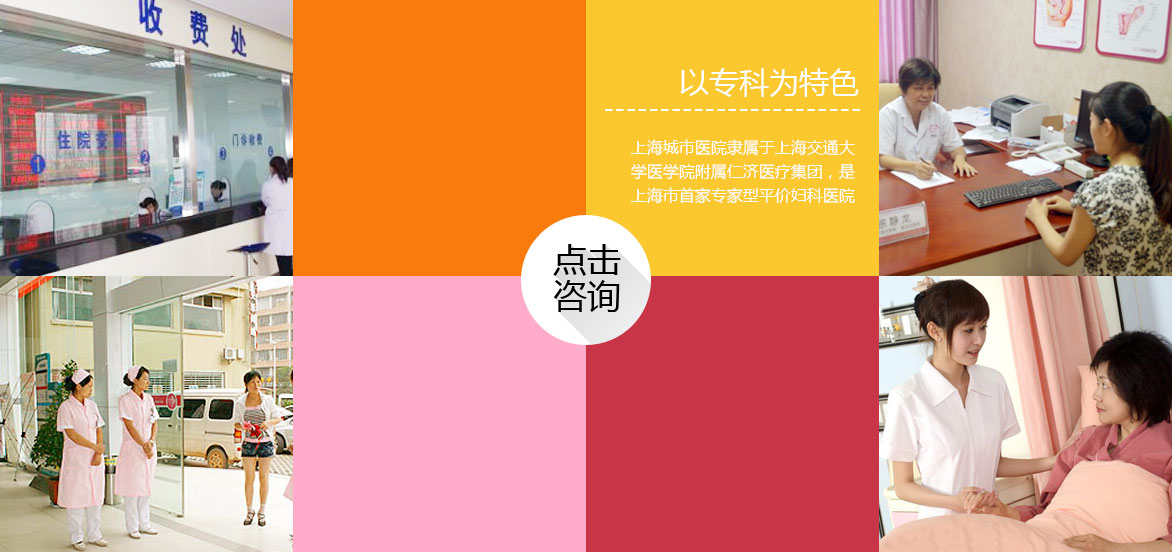 收费处
住院交费
门诊收费
1
2
3
以专科为特色
上海城市医院隶属于上海交通大
学医学院附属仁济医疗集团，是
上海市首家专家型平价妇科医院
点击
咨询